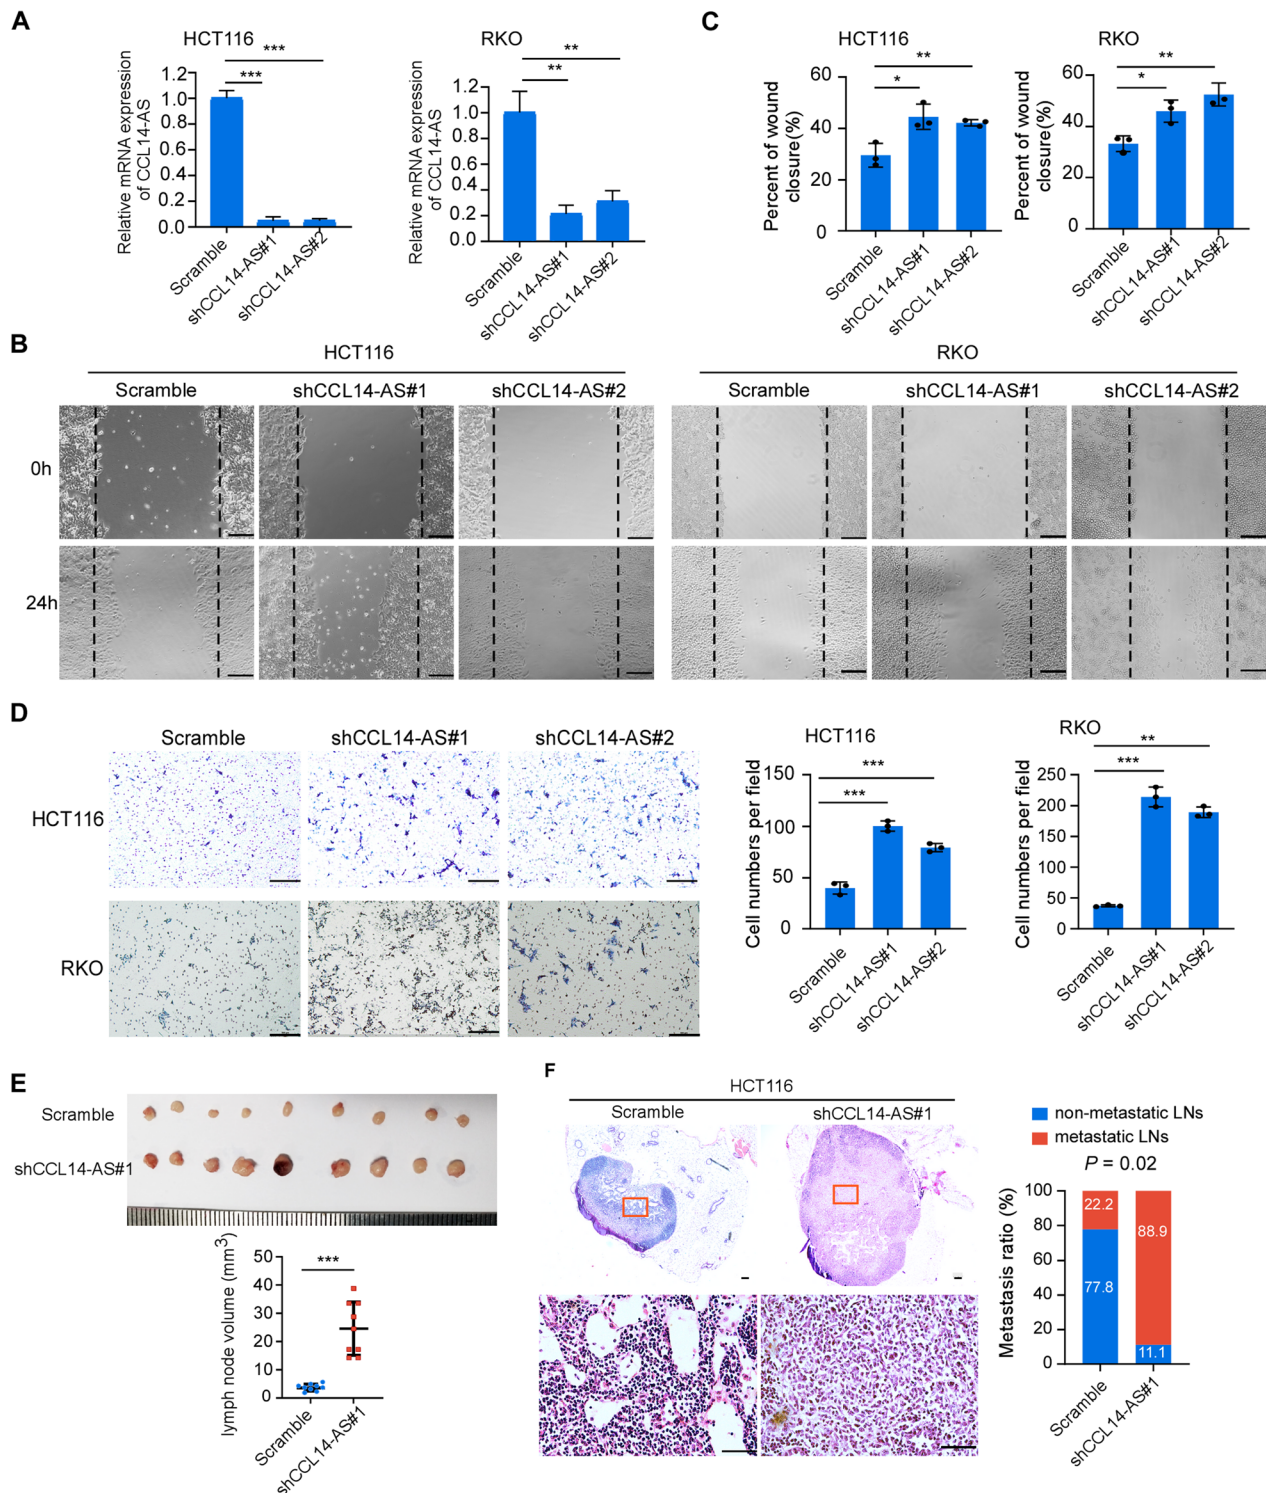 A
HCT116
Relative mRNA expression
of CCL14-AS
1.2
1.0
0.8
0.6
0.4
0.2
0.0
***
***
Scramble
shCCL14-AS#1
shCCL14-AS#2
RKO
Relative mRNA expression
of CCL14-AS
1.2
1.0
0.8
0.6
0.4
0.2
0.0
**
**
Scramble
shCCL14-AS#1
shCCL14-AS#2
C
HCT116
Percent of wound
closure(%)
60
40
20
0
**
*
Scramble
shCCL14-AS#1
shCCL14-AS#2
RKO
Percent of wound
closure(%)
60
40
20
0
**
*
Scramble
shCCL14-AS#1
shCCL14-AS#2
B
HCT116
RKO
Scramble shCCL14-AS#1 shCCL14-AS#2 Scramble shCCL14-AS#1 shCCL14-AS#2
0h
24h
D
Scramble shCCL14-AS#1 shCCL14-AS#2
HCT116
RKO
HCT116
Cell numbers per field
150
100
50
0
***
***
Scramble
shCCL14-AS#1
shCCL14-AS#2
RKO
Cell numbers per field
250
200
150
100
50
0
**
***
Scramble
shCCL14-AS#1
shCCL14-AS#2
E
Scramble
shCCL14-AS#1
lymph node volume (mm3)
50
40
30
20
10
0
***
Scramble
shCCL14-AS#1
F
HCT116
Scramble shCCL14-AS#1
non-metastatic LNs
metastatic LNs
P = 0.02
Metastasis ratio (%)
100
80
60
40
20
0
22.2
77.8
88.9
11.1
Scramble
shCCL14-AS#1